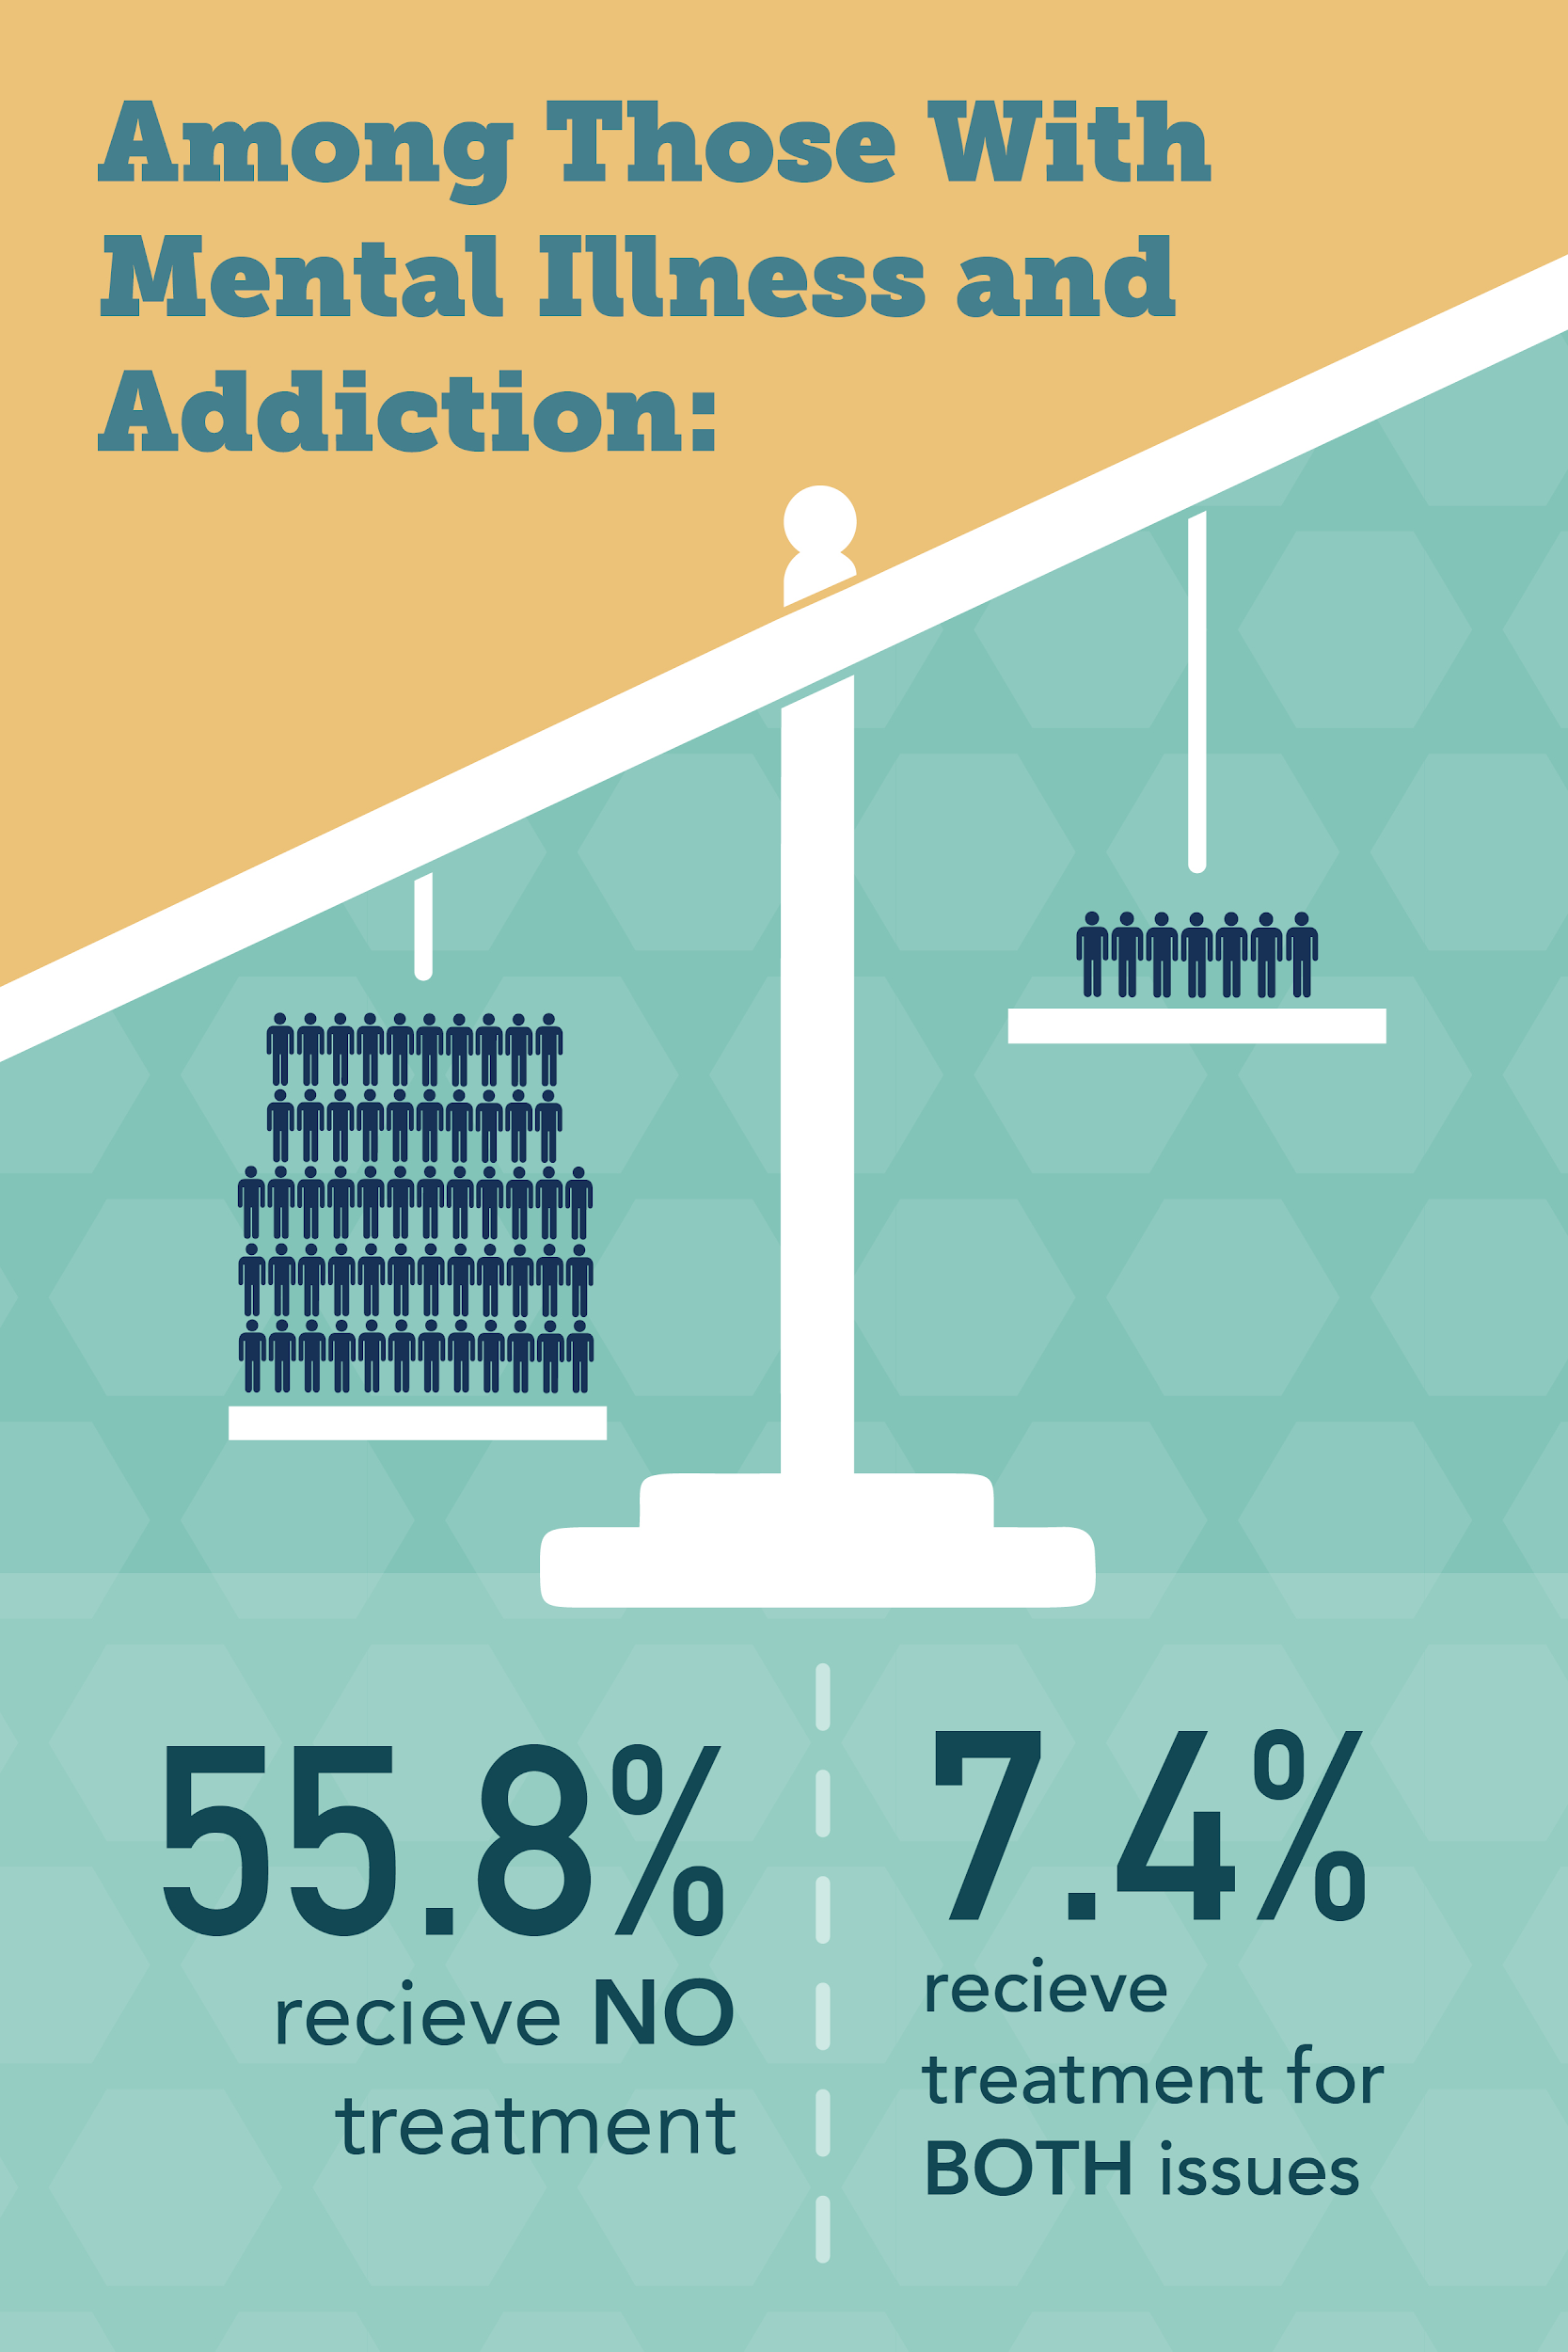 Among Those With
Mental Illness and
Addiction:
55.8%
recieve NO
treatment
7.4%
recieve
treatment for
BOTH issues